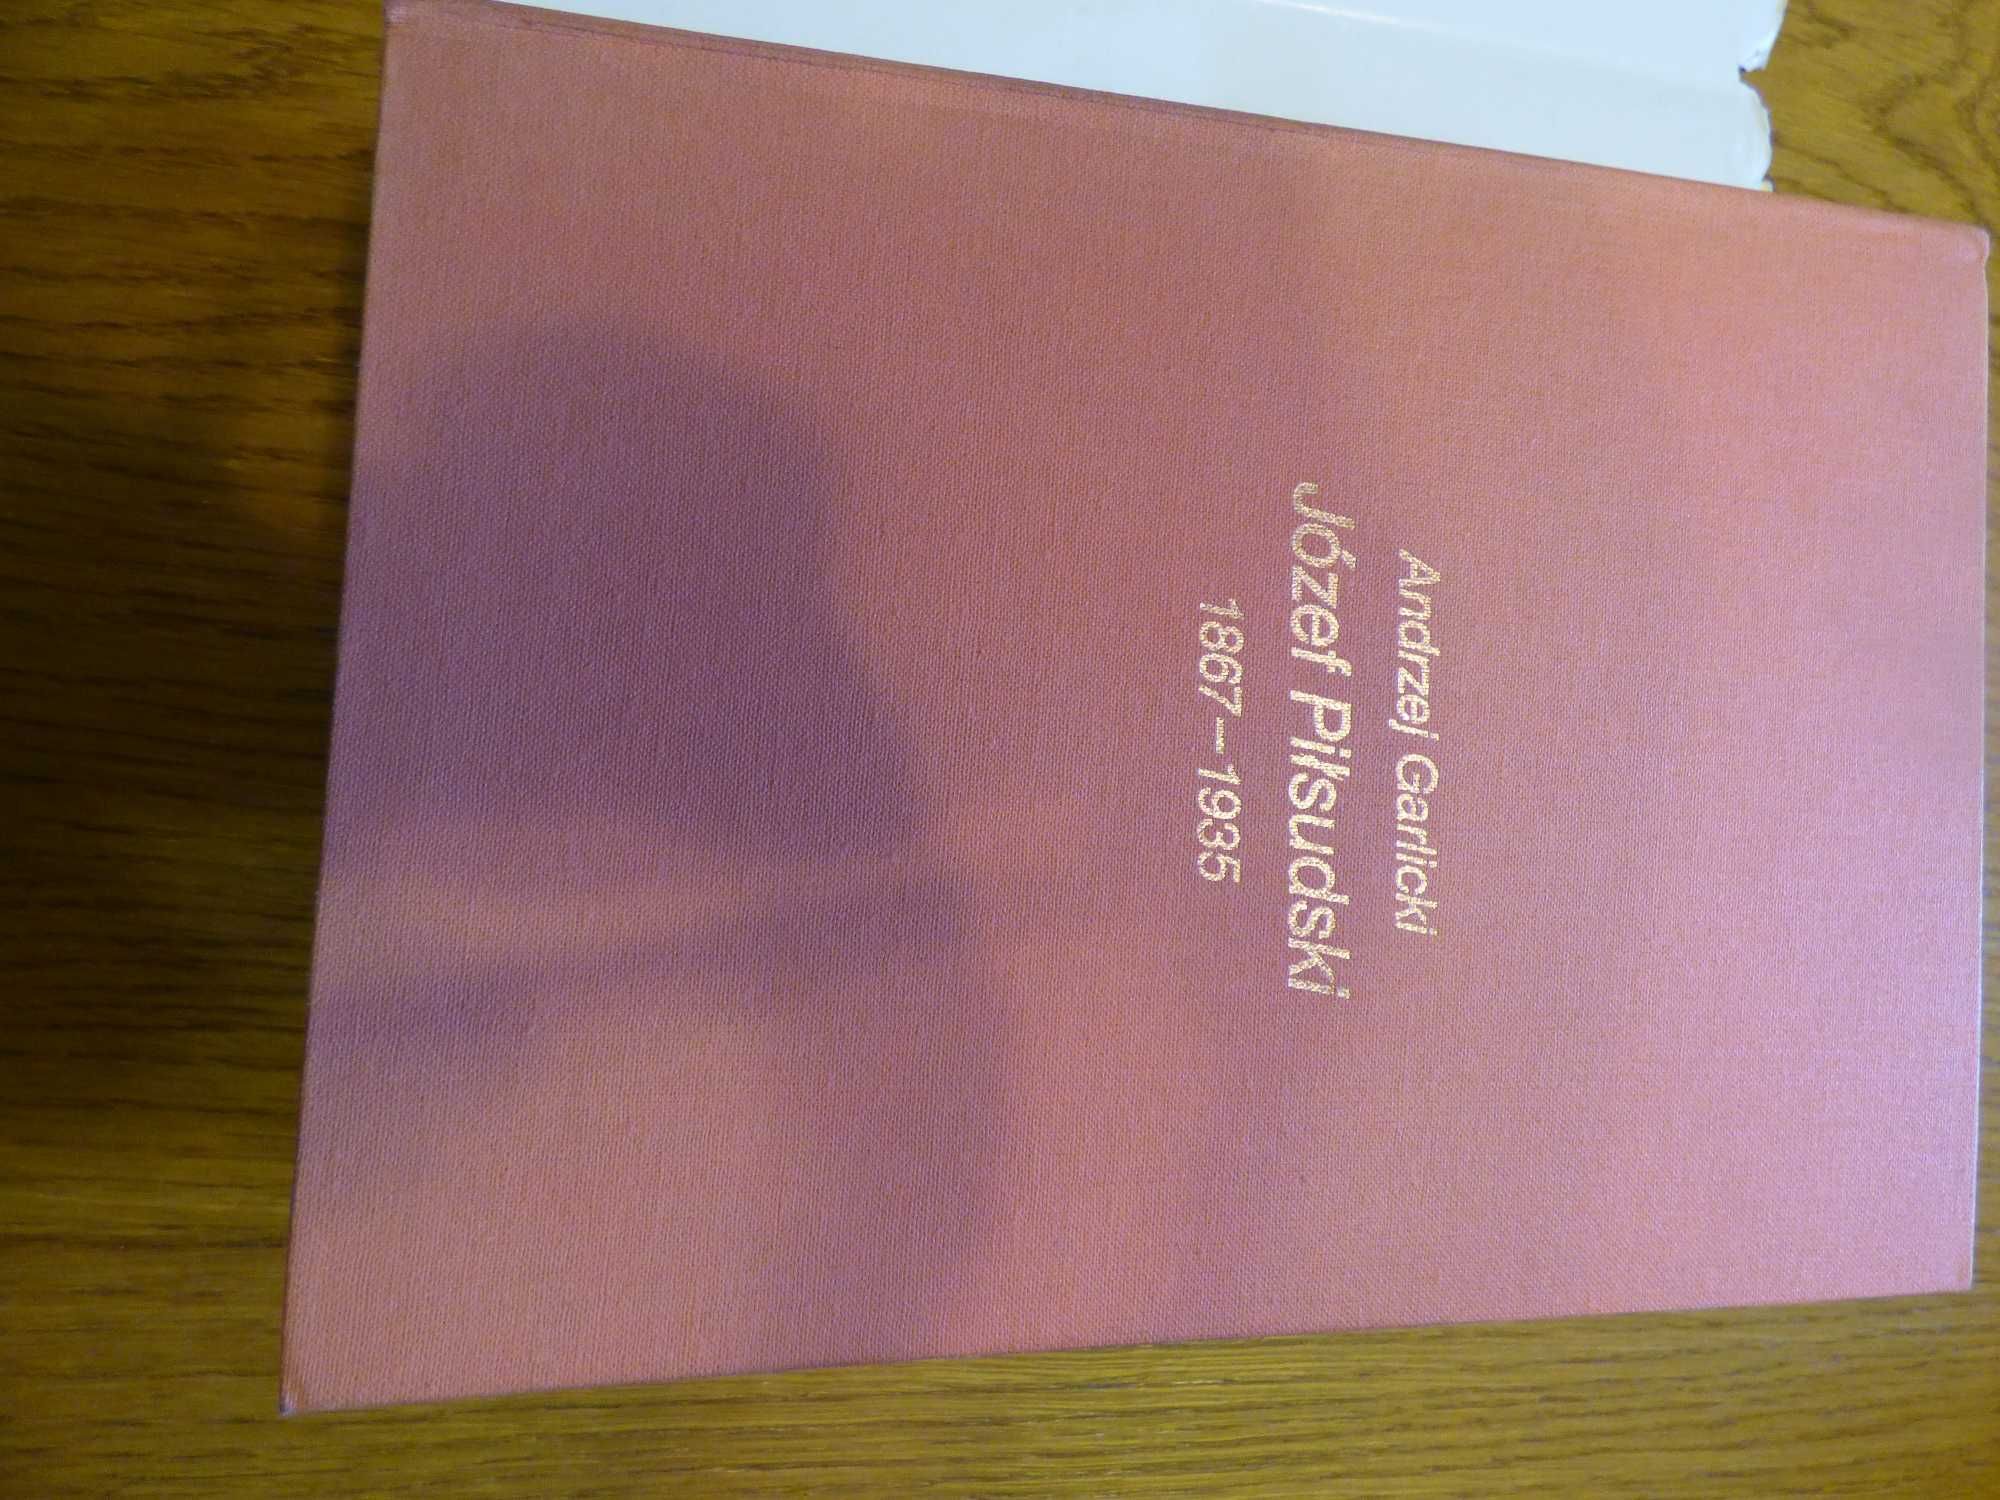 Andrzej Garlicki
Józef Piłsudski
1867–1935